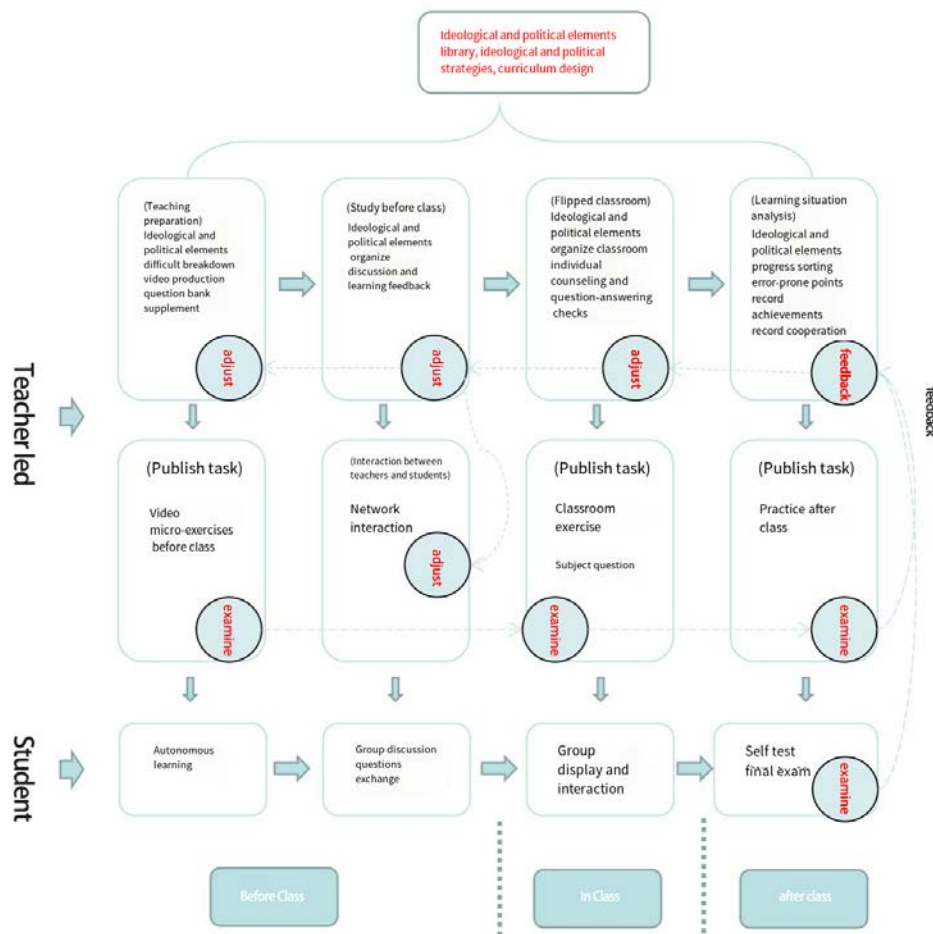 Ideological and political elements
library, ideological and political
strategies, curriculum design
(Teaching
preparation)
Ideological and
political elements
difficult breakdown
video production
question bank
supplement
adjust
(Study before class)
Ideological and
political elements
organize
discussion and
learning feedback
adjust
(Flipped classroom)
Ideological and
political elements
organize classroom
individual
counseling and
question-answering
checks
adjust
(Learning situation
analysis)
Ideological and
political elements
progress sorting
error-prone points
record
achievements
record cooperation
feedback
feedback
Teacher led
(Publish task)
Video
micro-exercises
before class
examine
(Interaction between
teachers and students)
Network
interaction
adjust
(Publish task)
Classroom
exercise
Subject question
examine
(Publish task)
Practice after
class
examine
Student
Autonomous
learning
Group discussion
questions
exchange
Group
display and
interaction
Self test
final exam
examine
Before Class
In Class
after class